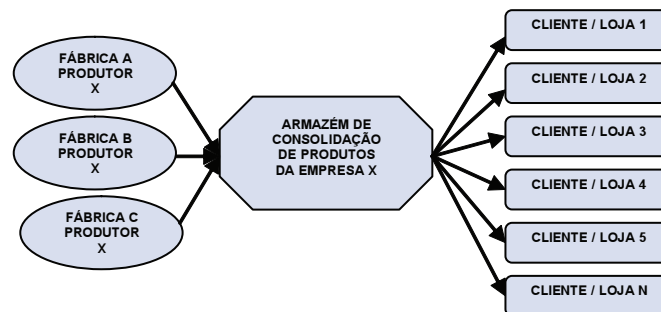 FÁBRICA A
PRODUTOR
X
FÁBRICA B
PRODUTOR
X
FÁBRICA C
PRODUTOR
X
ARMAZÉM DE
CONSOLIDAÇÃO
DE PRODUTOS
DA EMPRESA X
CLIENTE / LOJA 1
CLIENTE / LOJA 2
CLIENTE / LOJA 3
CLIENTE / LOJA 4
CLIENTE / LOJA 5
CLIENTE / LOJA N